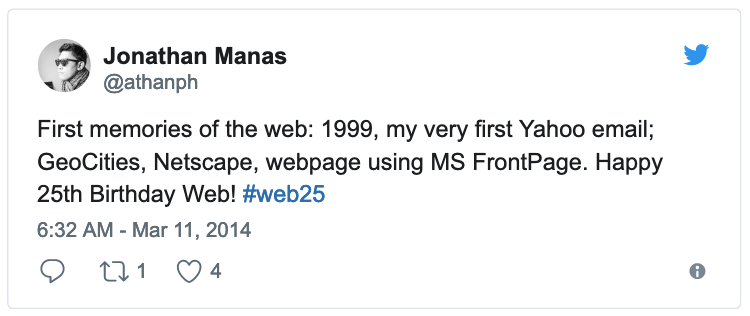 Jonathan Manas
@athanph
First memories of the web: 1999, my very first Yahoo email;
GeoCities, Netscape, webpage using MS FrontPage. Happy
25th Birthday Web! #web25
6:32 AM - Mar 11, 2014
1 4